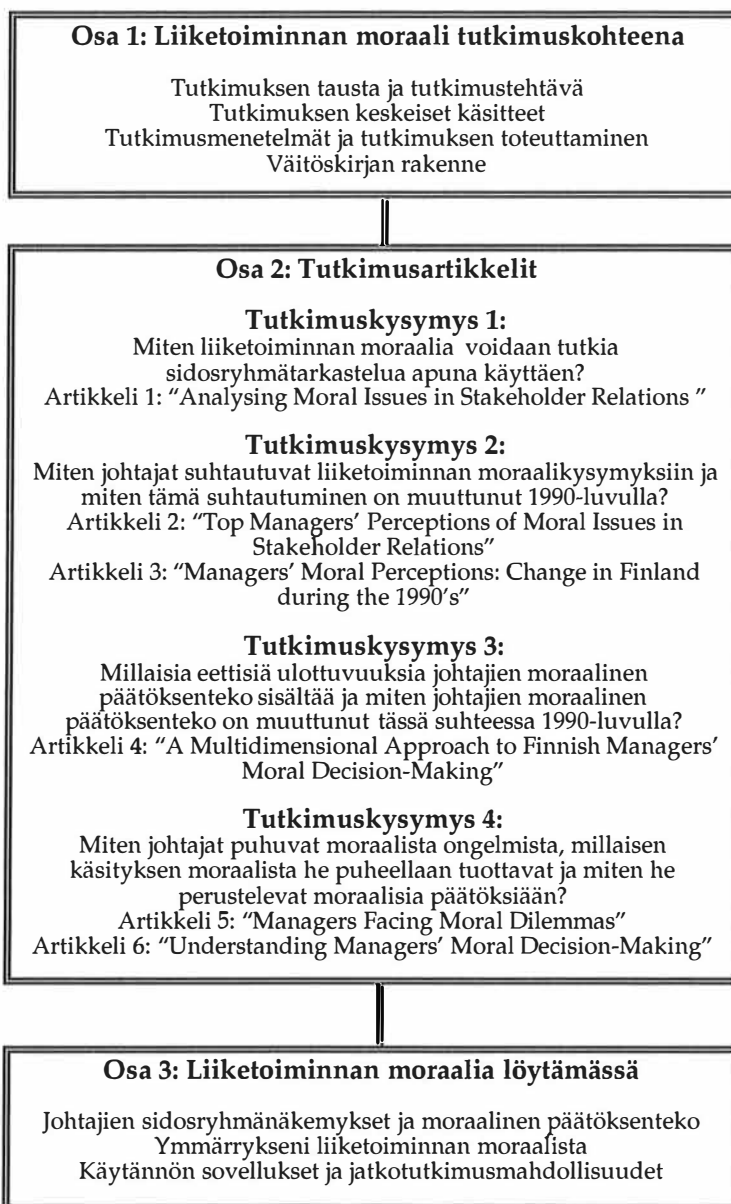 Osa 1: Liiketoiminnan moraali tutkimuskohteena
Tutkimuksen tausta ja tutkimustehtävä
Tutkimuksen keskeiset käsitteet
Tutkimusmenetelmät ja tutkimuksen toteuttaminen
Väitöskirjan rakenne
Osa 2: Tutkimusartikkelit
Tutkimuskysymys 1:
Miten liiketoiminnan moraalia voidaan tutkia
sidosryhmätarkastelua apuna käyttäen?
Artikkeli 1: “Analysing Moral Issues in Stakeholder Relations ”
Tutkimuskysymys 2:
Miten johtajat suhtautuvat liiketoiminnan moraalikysymyksiin ja
miten tämä suhtautuminen on muuttunut 1990-luvulla?
Artikkeli 2: “Top Managers’ Perceptions of Moral Issues in
Stakeholder Relations”
Artikkeli 3: “Managers’ Moral Perceptions: Change in Finland
during the 1990’s”
Tutkimuskysymys 3:
Millaisia eettisiä ulottuvuuksia johtajien moraalinen
päätöksenteko sisältää ja miten johtajien moraalinen
päätöksenteko on muuttunut tässä suhteessa 1990-luvulla?
Artikkeli 4: “A Multidimensional Approach to Finnish Managers’
Moral Decision-Making”
Tutkimuskysymys 4:
Miten johtajat puhuvat moraalista ongelmista, millaisen
käsityksen moraalista he puheellaan tuottavat ja miten he
perustelevat moraalisia päätöksiään?
Artikkeli 5: “Managers Facing Moral Dilemmas”
Artikkeli 6: “Understanding Managers’ Moral Decision-Making”
Osa 3: Liiketoiminnan moraalia löytämässä
Johtajien sidosryhmänäkemykset ja moraalinen päätöksenteko
Ymmärrykseni liiketoiminnan moraalista
Käytännön sovellukset ja jatkotutkimusmahdollisuudet